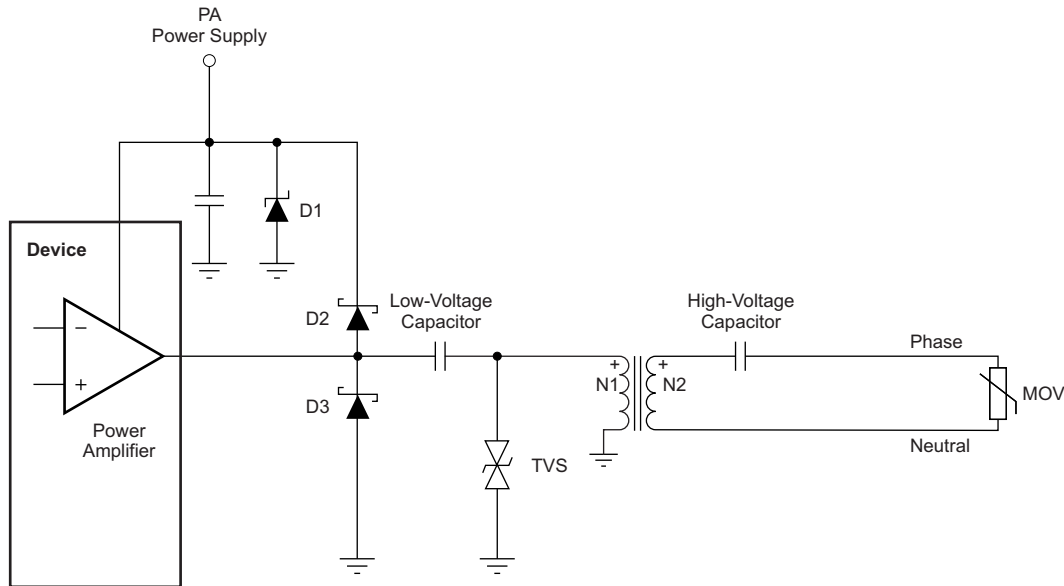 PA
Power Supply
D1
Device
D2
Low-Voltage
Capacitor
High-Voltage
Capacitor
Phase
−
+
D3
+
N1
+
N2
MOV
Power
Amplifier
TVS
Neutral